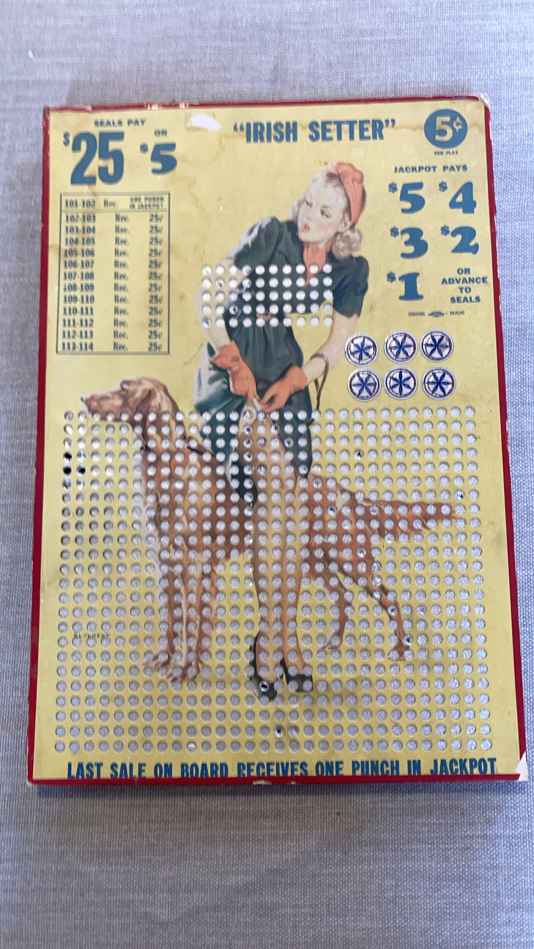 SEALS PAY
$25 OR $5
"IRISH SETTER"
5¢
PER PLAY
JACKPOT PAYS
$5 $4
$3 $2
$1 OR ADVANCE TO SEALS
101-102 Rec. ONE PUNCH IN JACKPOT
102-103 Rec. 25¢
103-104 Rec. 25¢
104-105 Rec. 25¢
105-106 Rec. 25¢
106-107 Rec. 25¢
107-108 Rec. 25¢
108-109 Rec. 25¢
109-110 Rec. 25¢
110-111 Rec. 25¢
111-112 Rec. 25¢
112-113 Rec. 25¢
113-114 Rec. 25¢
LAST SALE ON BOARD RECEIVES ONE PUNCH IN JACKPOT